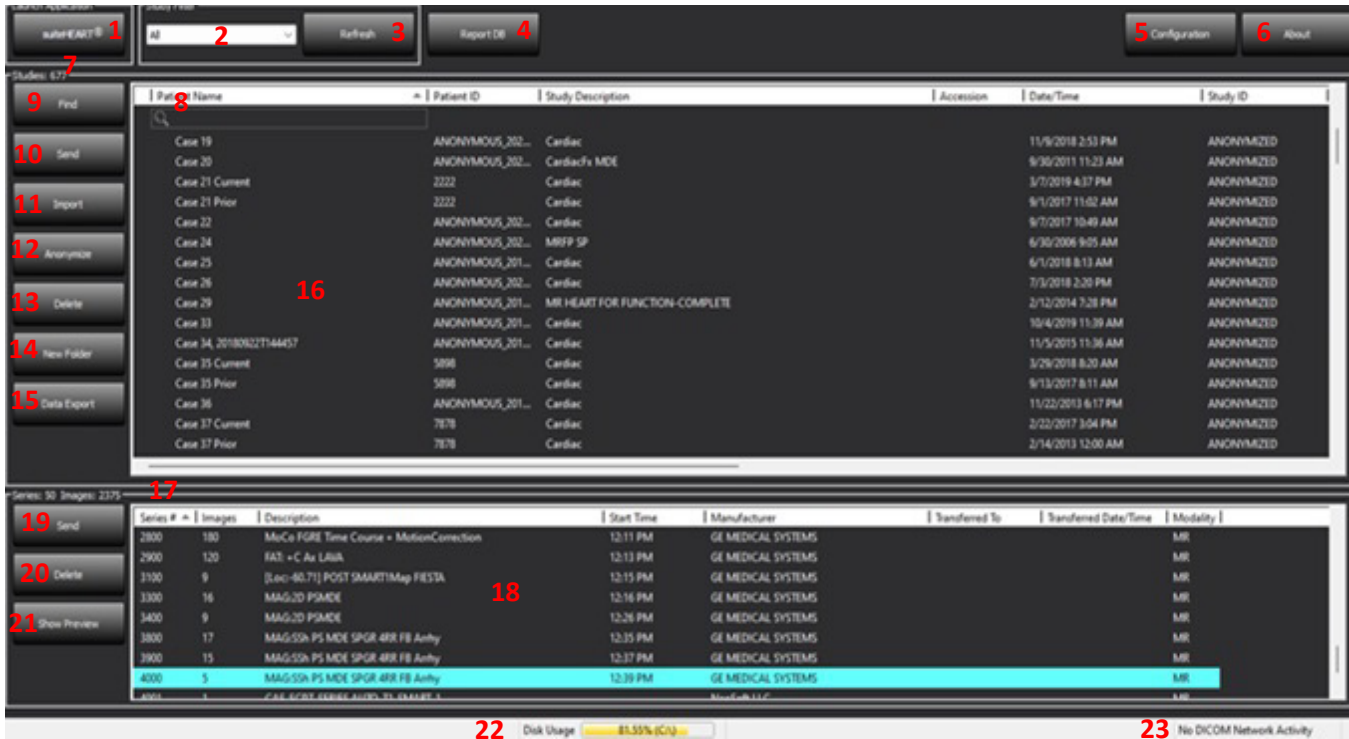 Launch Application Study Filter
suiteHEART® 1 All 2 Refresh 3 Report DB 4 5 Configuration 6 About
7
Studies: 677
9 Find
10 Send
11 Import
12 Anonymize
13 Delete
14 New Folder
15 Data Export
8
Patient Name Patient ID Study Description Accession Date/Time Study ID
Case 19 ANONYMOUS_202... Cardiac 11/9/2018 2:53 PM ANONYMIZED
Case 20 ANONYMOUS_202... CardiacFx MDE 9/30/2011 11:23 AM ANONYMIZED
Case 21 Current 2222 Cardiac 3/7/2019 4:37 PM ANONYMIZED
Case 21 Prior 2222 Cardiac 9/1/2017 11:02 AM ANONYMIZED
Case 22 ANONYMOUS_202... Cardiac 9/7/2017 10:49 AM ANONYMIZED
Case 24 ANONYMOUS_202... MRFP SP 6/30/2006 9:05 AM ANONYMIZED
Case 25 ANONYMOUS_201... Cardiac 6/1/2018 8:13 AM ANONYMIZED
Case 26 ANONYMOUS_202... Cardiac 7/3/2018 2:20 PM ANONYMIZED
16
Case 29 ANONYMOUS_201... MR HEART FOR FUNCTION-COMPLETE 2/12/2014 7:28 PM ANONYMIZED
Case 33 ANONYMOUS_201... Cardiac 10/4/2019 11:39 AM ANONYMIZED
Case 34, 20180922T144457 ANONYMOUS_201... Cardiac 11/5/2015 11:36 AM ANONYMIZED
Case 35 Current 5898 Cardiac 3/29/2018 8:20 AM ANONYMIZED
Case 35 Prior 5898 Cardiac 9/13/2017 8:11 AM ANONYMIZED
Case 36 ANONYMOUS_201... Cardiac 11/22/2013 6:17 PM ANONYMIZED
Case 37 Current 7878 Cardiac 2/22/2017 3:04 PM ANONYMIZED
Case 37 Prior 7878 Cardiac 2/14/2013 12:00 AM ANONYMIZED
Series: 50 Images: 2375 17
19 Send
20 Delete
21 Show Preview
Series # Images Description Start Time Manufacturer Transferred To Transferred Date/Time Modality
2800 180 MoCo FGRE Time Course + MotionCorrection 12:11 PM GE MEDICAL SYSTEMS MR
2900 120 FAT: +C Ax LAVA 12:13 PM GE MEDICAL SYSTEMS MR
3100 9 [Loc:-60.71] POST SMART1Map FIESTA 12:15 PM GE MEDICAL SYSTEMS MR
18
3300 16 MAG:2D PSMDE 12:16 PM GE MEDICAL SYSTEMS MR
3400 9 MAG:2D PSMDE 12:26 PM GE MEDICAL SYSTEMS MR
3800 17 MAG:SSh PS MDE SPGR 4RR FB Arrhy 12:35 PM GE MEDICAL SYSTEMS MR
3900 15 MAG:SSh PS MDE SPGR 4RR FB Arrhy 12:37 PM GE MEDICAL SYSTEMS MR
4000 5 MAG:SSh PS MDE SPGR 4RR FB Arrhy 12:39 PM GE MEDICAL SYSTEMS MR
22 Disk Usage 81.55% (C:\) 23 No DICOM Network Activity